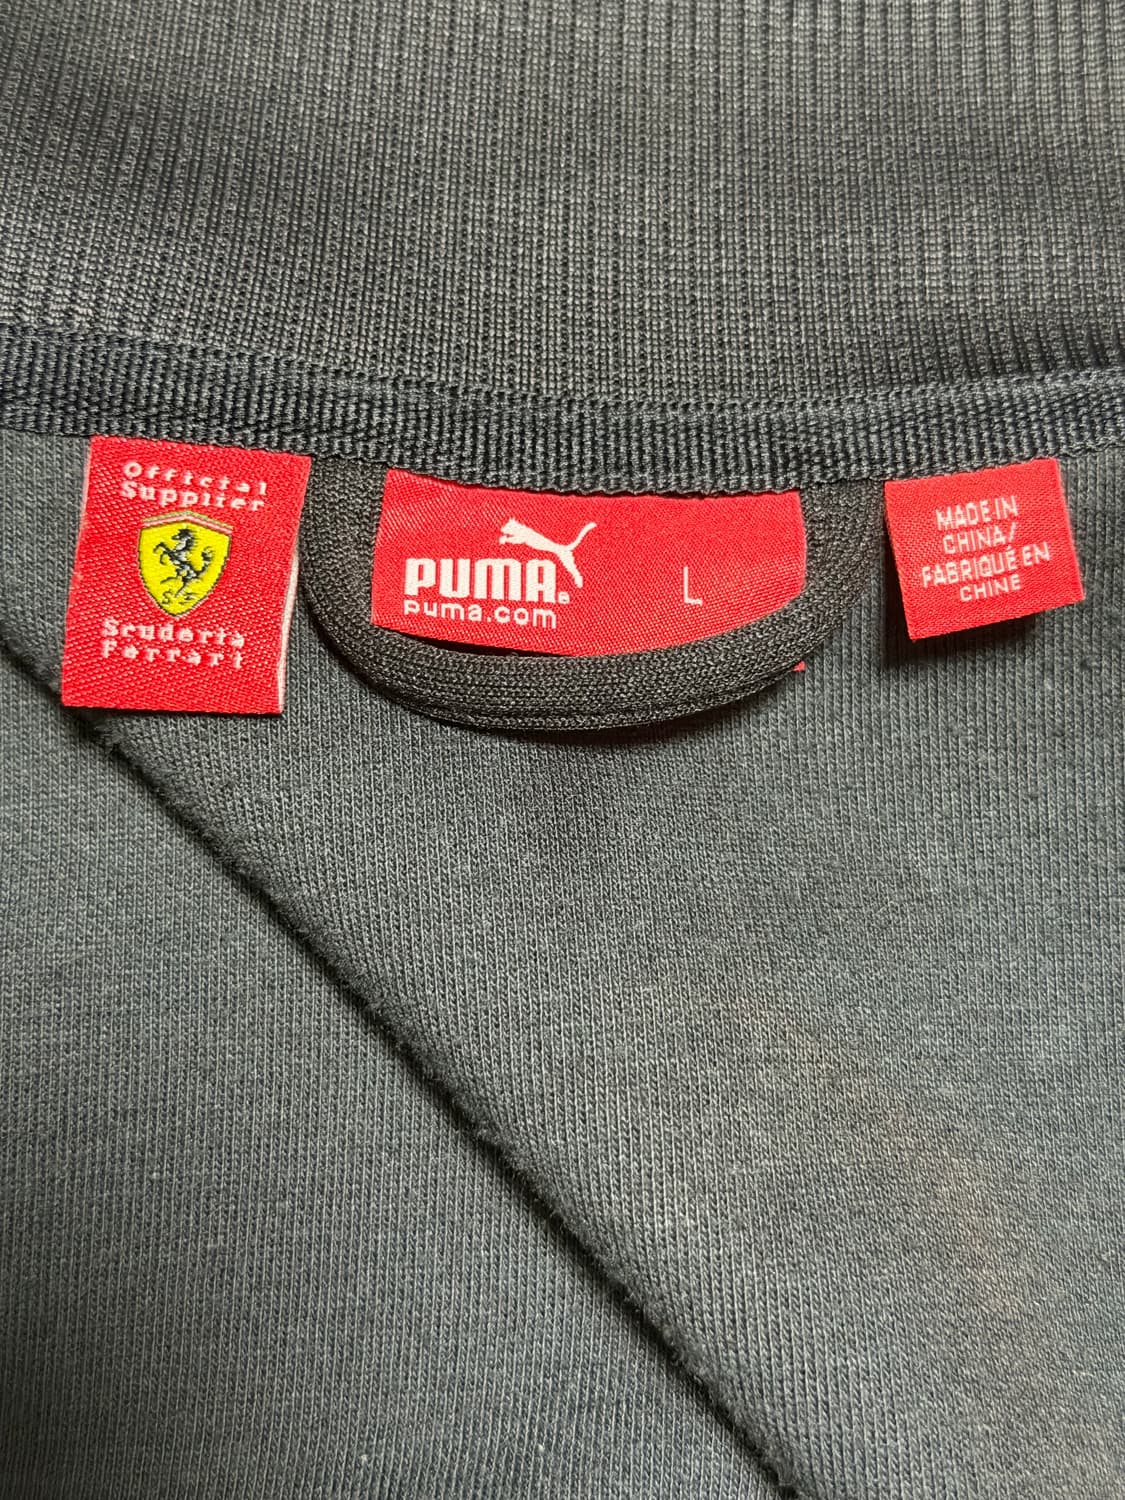 Official
Supplier
S F
Scuderia
Ferrari
PUMA®
puma.com
L
MADE IN
CHINA/
FABRIQUÉ EN
CHINE